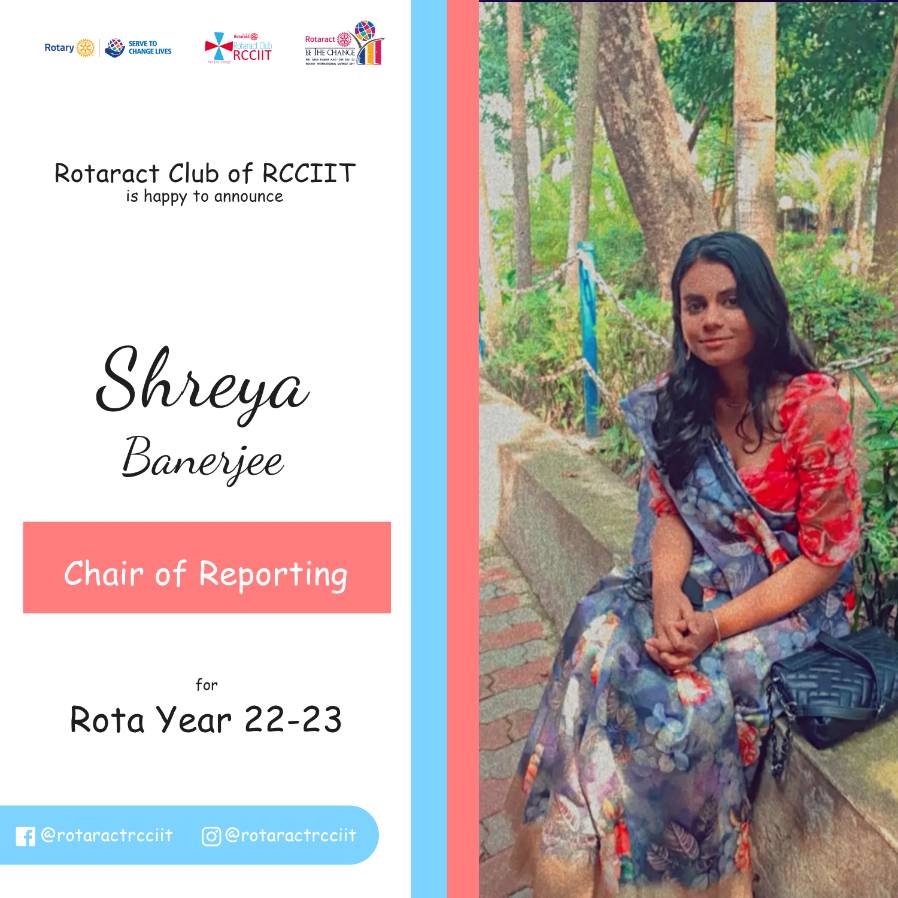 Rotary
SERVE TO
CHANGE LIVES
Rotaract
Rotaract Club
RCCIIT
Rotaract
BE THE CHANGE
Rotaract Club of RCCIIT
is happy to announce
Shreya
Banerjee
Chair of Reporting
for
Rota Year 22-23
@rotaractrcciit
@rotaractrcciit